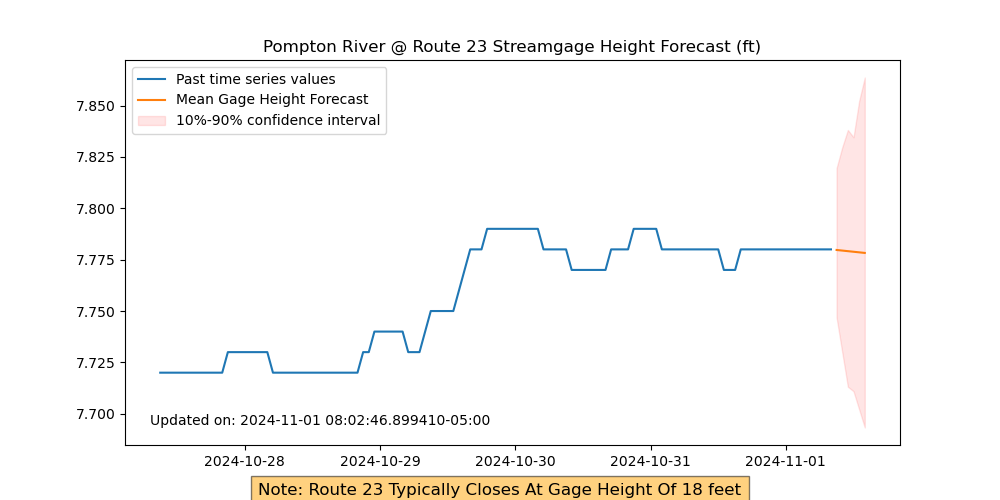 Pompton River @ Route 23 Streamgage Height Forecast (ft)
Past time series values
Mean Gage Height Forecast
10%-90% confidence interval
7.850
7.825
7.800
7.775
7.750
7.725
7.700
Updated on: 2024-11-01 08:02:46.899410-05:00
2024-10-28 2024-10-29 2024-10-30 2024-10-31 2024-11-01
Note: Route 23 Typically Closes At Gage Height Of 18 feet